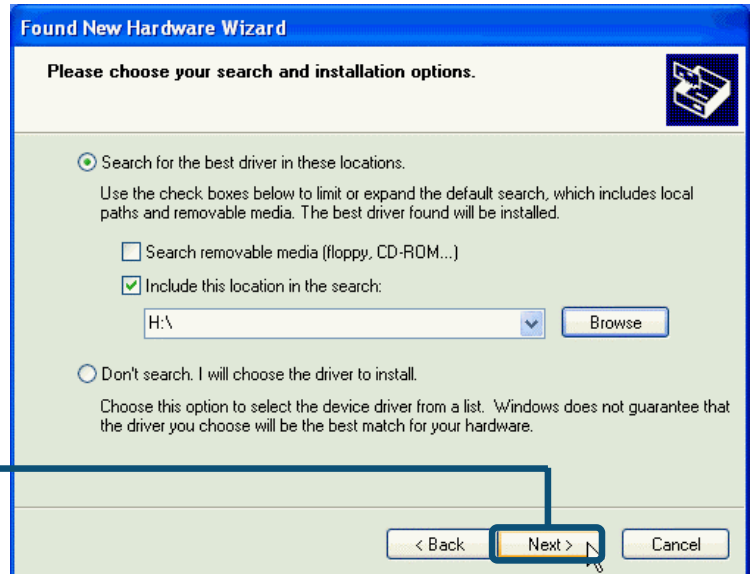 Found New Hardware Wizard
Please choose your search and installation options.
Search for the best driver in these locations.
Use the check boxes below to limit or expand the default search, which includes local
paths and removable media. The best driver found will be installed.
Search removable media (floppy, CD-ROM...)
Include this location in the search:
H:\
Browse
Don't search. I will choose the driver to install.
Choose this option to select the device driver from a list. Windows does not guarantee that
the driver you choose will be the best match for your hardware.
< Back Next > Cancel